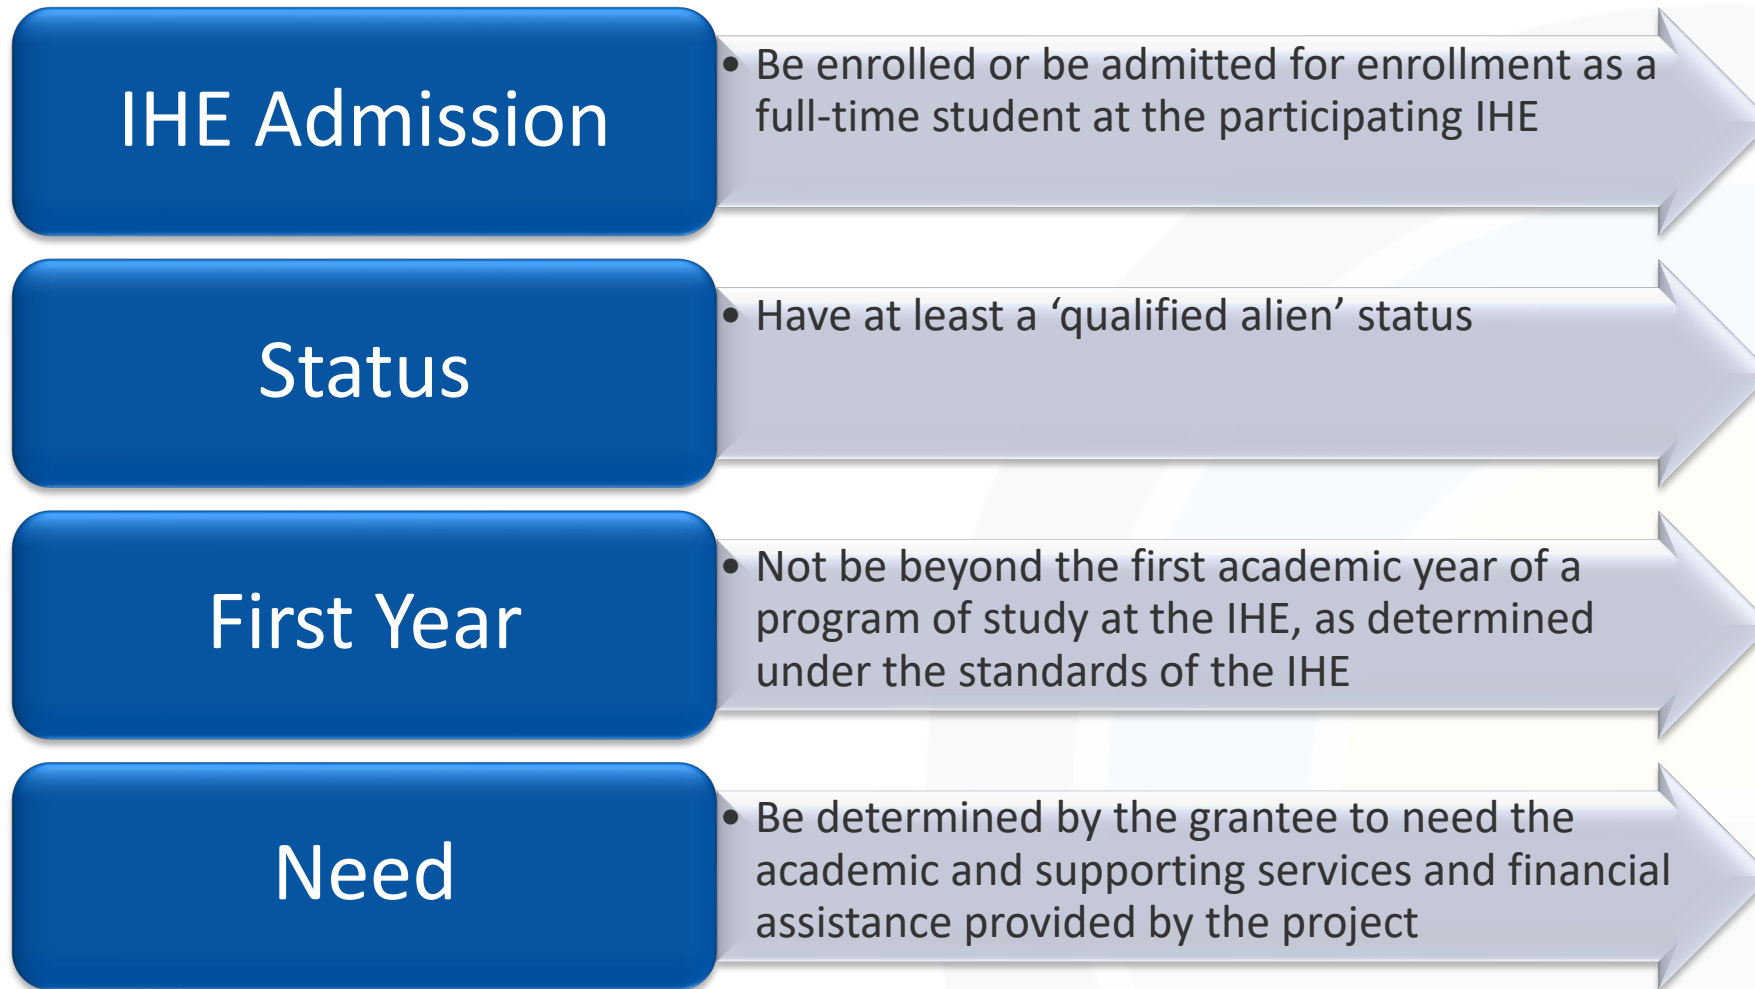 IHE Admission
• Be enrolled or be admitted for enrollment as a
full-time student at the participating IHE
Status
• Have at least a ‘qualified alien’ status
First Year
• Not be beyond the first academic year of a
program of study at the IHE, as determined
under the standards of the IHE
Need
• Be determined by the grantee to need the
academic and supporting services and financial
assistance provided by the project